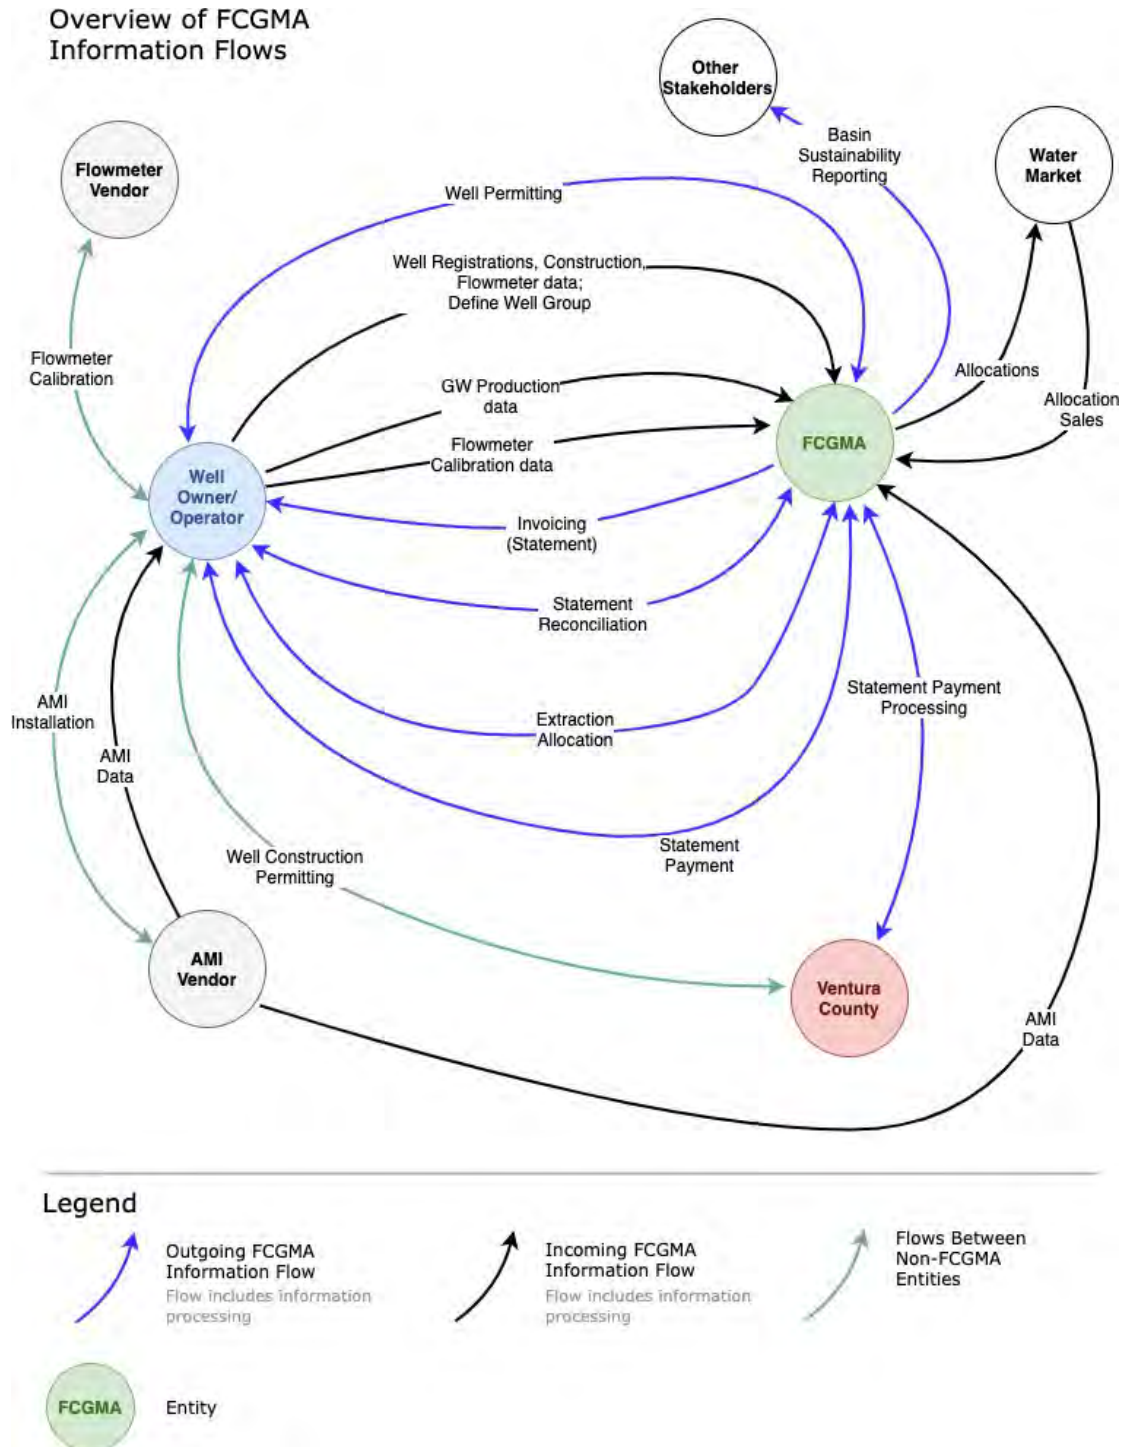 Overview of FCGMA
Information Flows
Other
Stakeholders
Basin
Sustainability
Reporting
Water
Market
Flowmeter
Vendor
Well Permitting
Well Registrations, Construction,
Flowmeter data;
Define Well Group
Flowmeter
Calibration
GW Production
data
Allocations
Allocation
Sales
Flowmeter
Calibration data
FCGMA
Well
Owner/
Operator
Invoicing
(Statement)
Statement
Reconciliation
Statement Payment
Processing
AMI
Installation
Extraction
Allocation
AMI
Data
Statement
Payment
Well Construction
Permitting
AMI
Vendor
Ventura
County
AMI
Data
Legend
Outgoing FCGMA
Information Flow
Flow includes information
processing
Incoming FCGMA
Information Flow
Flow includes information
processing
Flows Between
Non-FCGMA
Entities
FCGMA
Entity